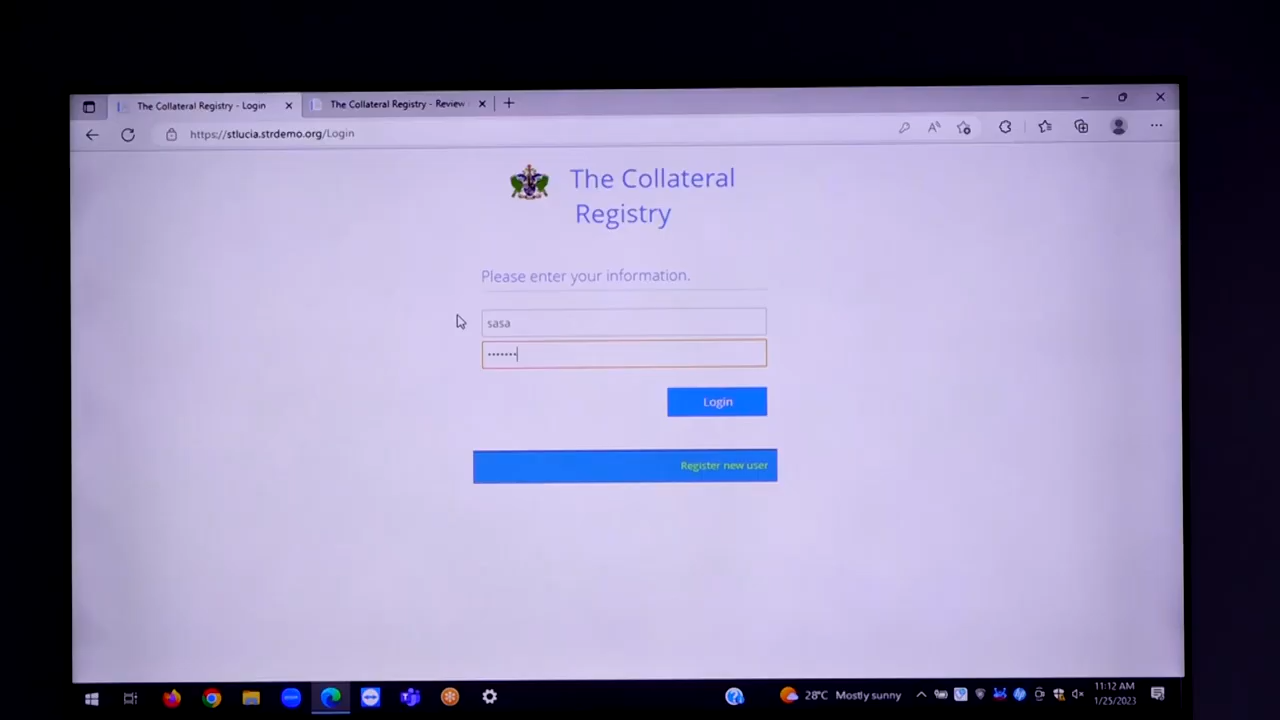 The Collateral Registry - Login
The Collateral Registry - Review
https://stlucia.strdemo.org/Login
The Collateral
Registry
Please enter your information.
sasa
•••••••
Login
Register new user
28°C Mostly sunny
11:12 AM
1/25/2023